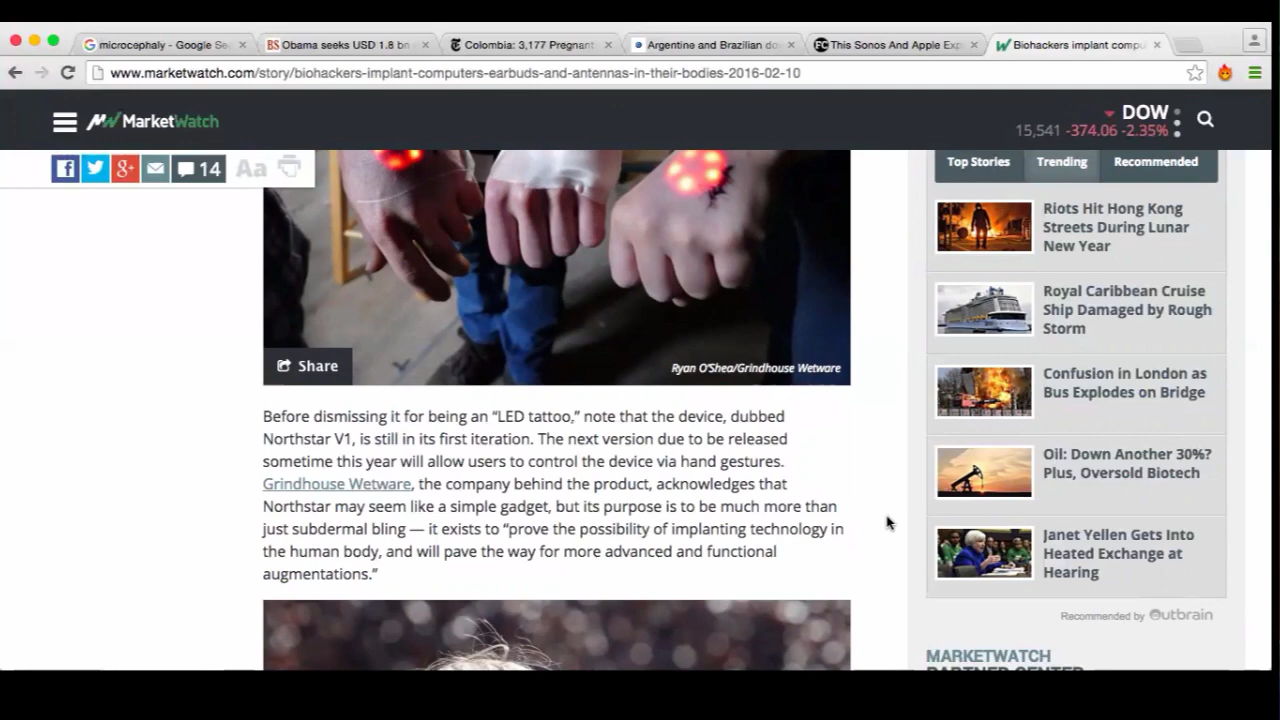 microcephaly - Google Se
Obama seeks USD 1.8 bn
Colombia: 3,177 Pregnant
Argentine and Brazilian do
This Sonos And Apple Exp
Biohackers implant compu
www.marketwatch.com/story/biohackers-implant-computers-earbuds-and-antennas-in-their-bodies-2016-02-10
MarketWatch
DOW
15,541 -374.06 -2.35%
14
Aa
Top Stories
Trending
Recommended
Share
Ryan O'Shea/Grindhouse Wetware
Before dismissing it for being an “LED tattoo,” note that the device, dubbed
Northstar V1, is still in its first iteration. The next version due to be released
sometime this year will allow users to control the device via hand gestures.
Grindhouse Wetware, the company behind the product, acknowledges that
Northstar may seem like a simple gadget, but its purpose is to be much more than
just subdermal bling — it exists to “prove the possibility of implanting technology in
the human body, and will pave the way for more advanced and functional
augmentations.”
Riots Hit Hong Kong
Streets During Lunar
New Year
Royal Caribbean Cruise
Ship Damaged by Rough
Storm
Confusion in London as
Bus Explodes on Bridge
Oil: Down Another 30%?
Plus, Oversold Biotech
Janet Yellen Gets Into
Heated Exchange at
Hearing
Recommended by Outbrain
MARKETWATCH
PARTNER CENTER